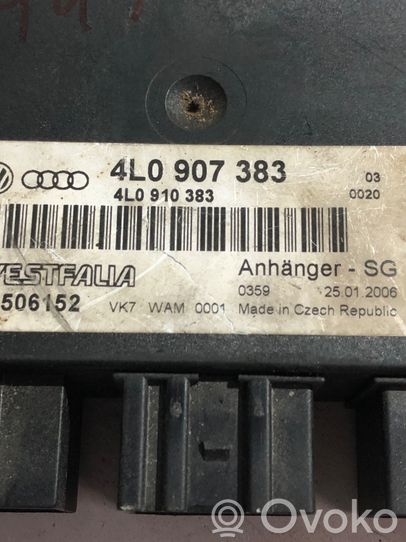 4L0 907 383
03
4L0 910 383
0020
WESTFALIA
Anhänger - SG
506152
VK7 WAM 0001
0359 25.01.2006
Made in Czech Republic
Ovoko